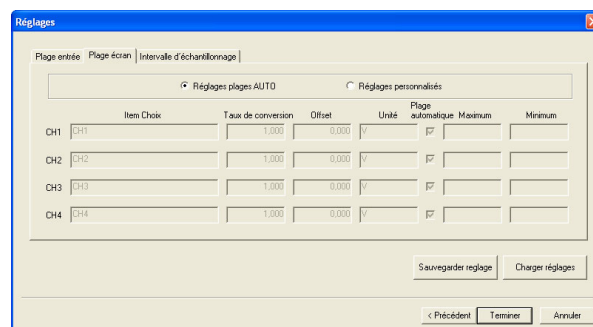 Réglages
Plage entrée Plage écran Intervalle d'échantillonnage
Réglages plages AUTO Réglages personnalisés
Item Choix Taux de conversion Offset Unité Plage automatique Maximum Minimum
CH1 CH1 1,000 0,000 V
CH2 CH2 1,000 0,000 V
CH3 CH3 1,000 0,000 V
CH4 CH4 1,000 0,000 V
Sauvegarder reglage Charger réglages
< Précédent Terminer Annuler